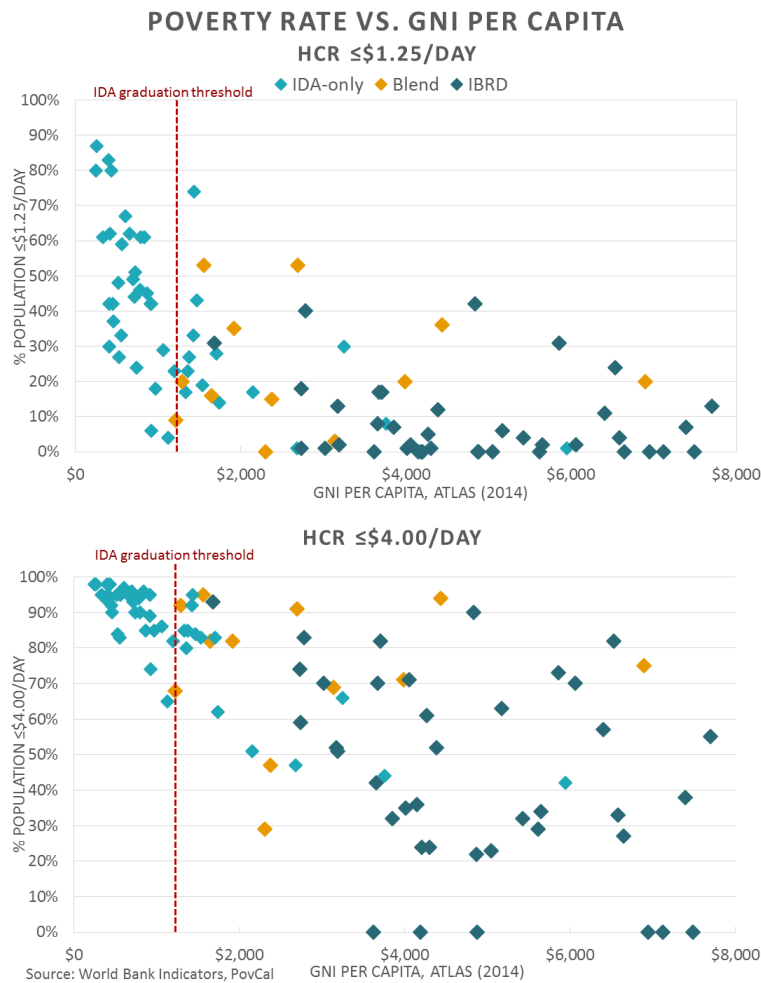 POVERTY RATE VS. GNI PER CAPITA
HCR ≤$1.25/DAY
IDA graduation threshold
IDA-only Blend IBRD
% POPULATION ≤$1.25/DAY
100%
90%
80%
70%
60%
50%
40%
30%
20%
10%
0%
$0 $2,000 $4,000 $6,000 $8,000
GNI PER CAPITA, ATLAS (2014)
HCR ≤$4.00/DAY
IDA graduation threshold
% POPULATION ≤$4.00/DAY
100%
90%
80%
70%
60%
50%
40%
30%
20%
10%
0%
$0 $2,000 $4,000 $6,000 $8,000
Source: World Bank Indicators, PovCal
GNI PER CAPITA, ATLAS (2014)